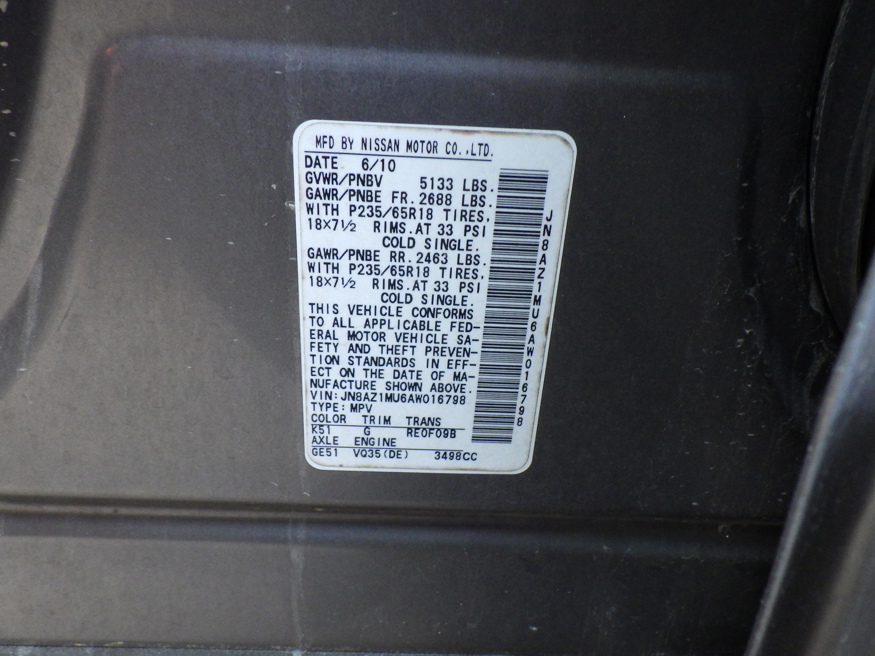 MFD BY NISSAN MOTOR CO.,LTD.
DATE 6/10
GVWR/PNBV 5133 LBS.
GAWR/PNBE FR. 2688 LBS.
WITH P235/65R18 TIRES,
18×7½ RIMS.AT 33 PSI
COLD SINGLE.
GAWR/PNBE RR. 2463 LBS.
WITH P235/65R18 TIRES,
18×7½ RIMS.AT 33 PSI
COLD SINGLE.
THIS VEHICLE CONFORMS
TO ALL APPLICABLE FED-
ERAL MOTOR VEHICLE SA-
FETY AND THEFT PREVEN-
TION STANDARDS IN EFF-
ECT ON THE DATE OF MA-
NUFACTURE SHOWN ABOVE.
VIN:JN8AZ1MU6AW016798
TYPE:MPV
COLOR TRIM TRANS
K51 G RE0F09B
AXLE ENGINE
GE51 VQ35(DE) 3498CC
JN8AZ1MU6AW016798